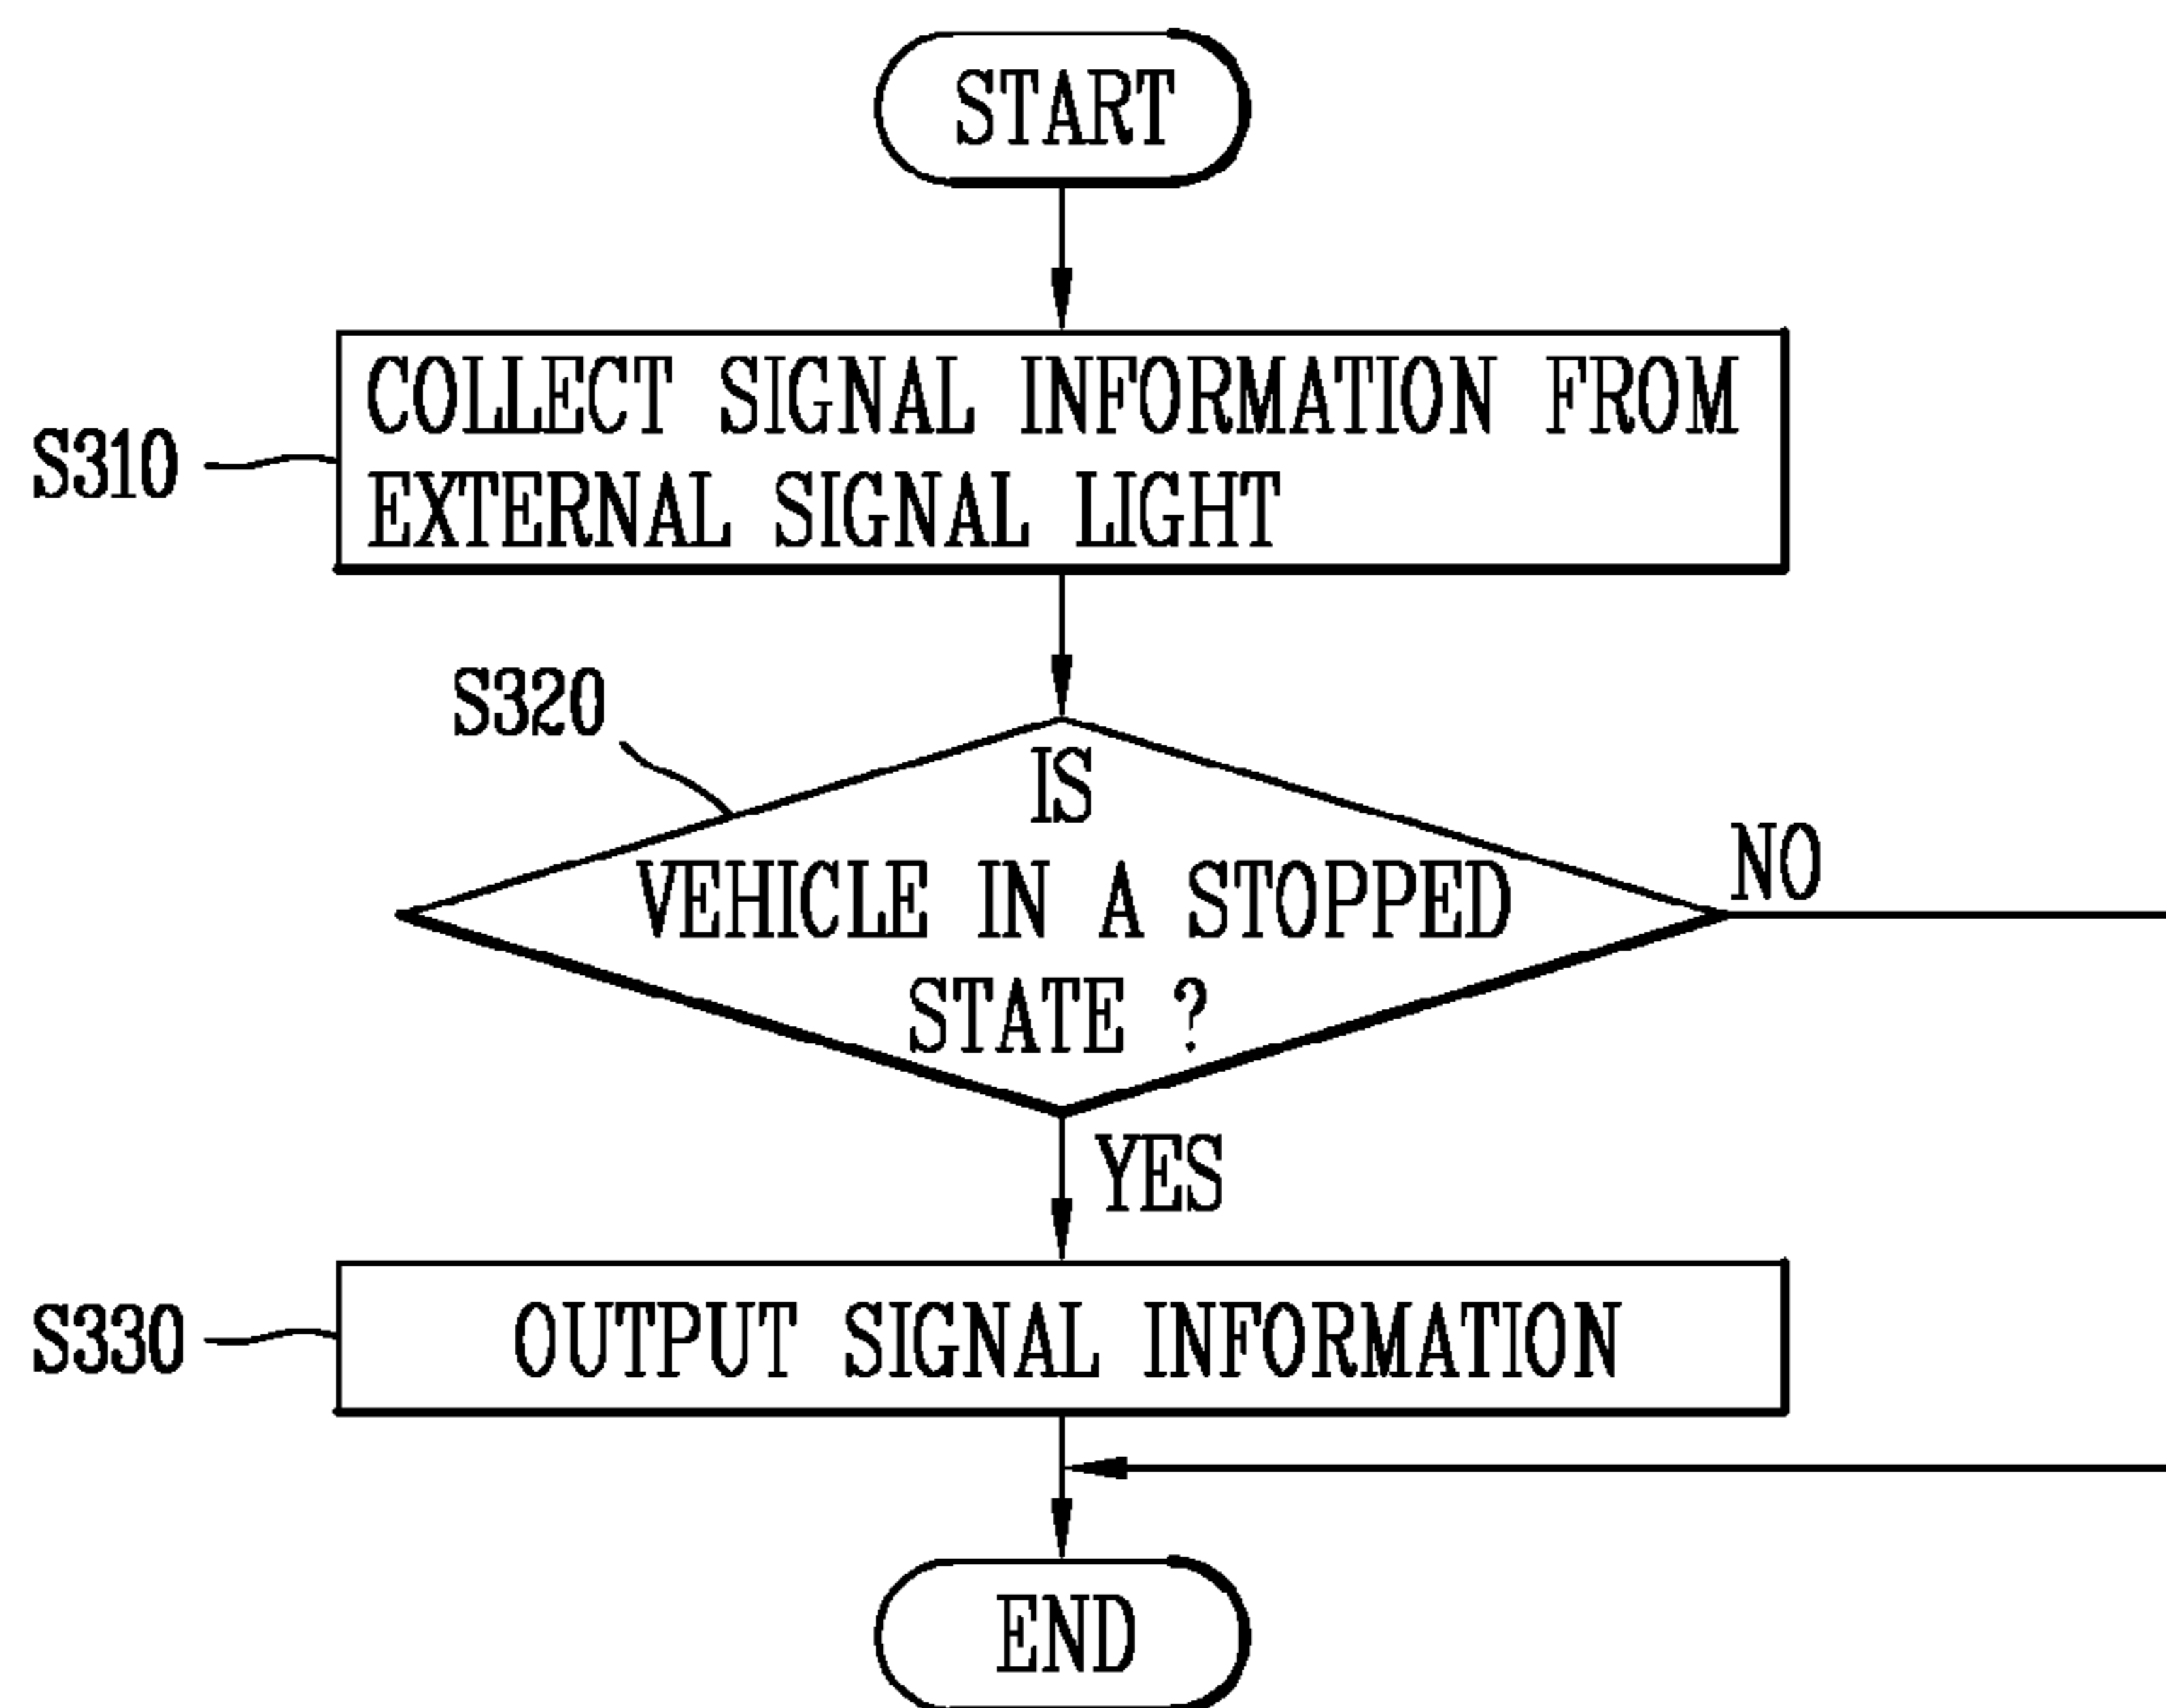 START
COLLECT SIGNAL INFORMATION FROM
EXTERNAL SIGNAL LIGHT
S310
S320
IS
VEHICLE IN A STOPPED
STATE ?
NO
YES
S330
OUTPUT SIGNAL INFORMATION
END